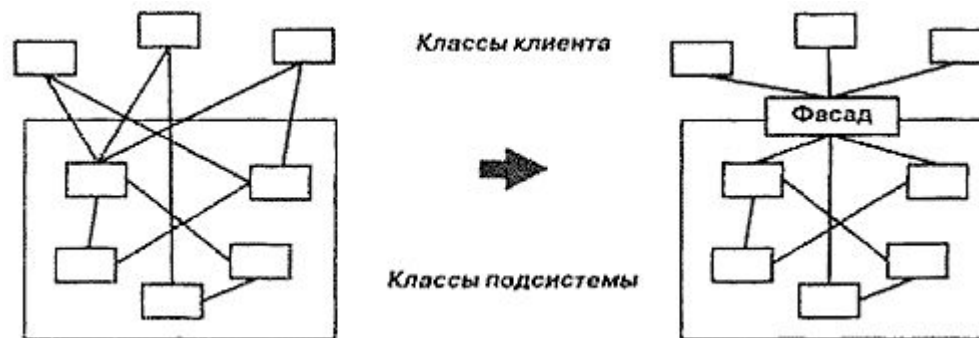 Классы клиента
Фасад
Классы подсистемы